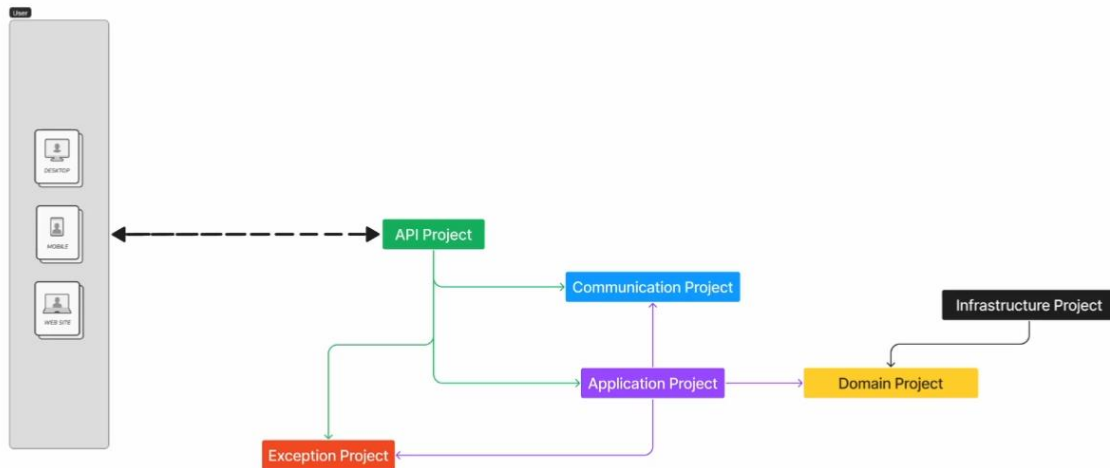 User
DESKTOP
MOBILE
WEB SITE
API Project
Communication Project
Infrastructure Project
Application Project
Domain Project
Exception Project